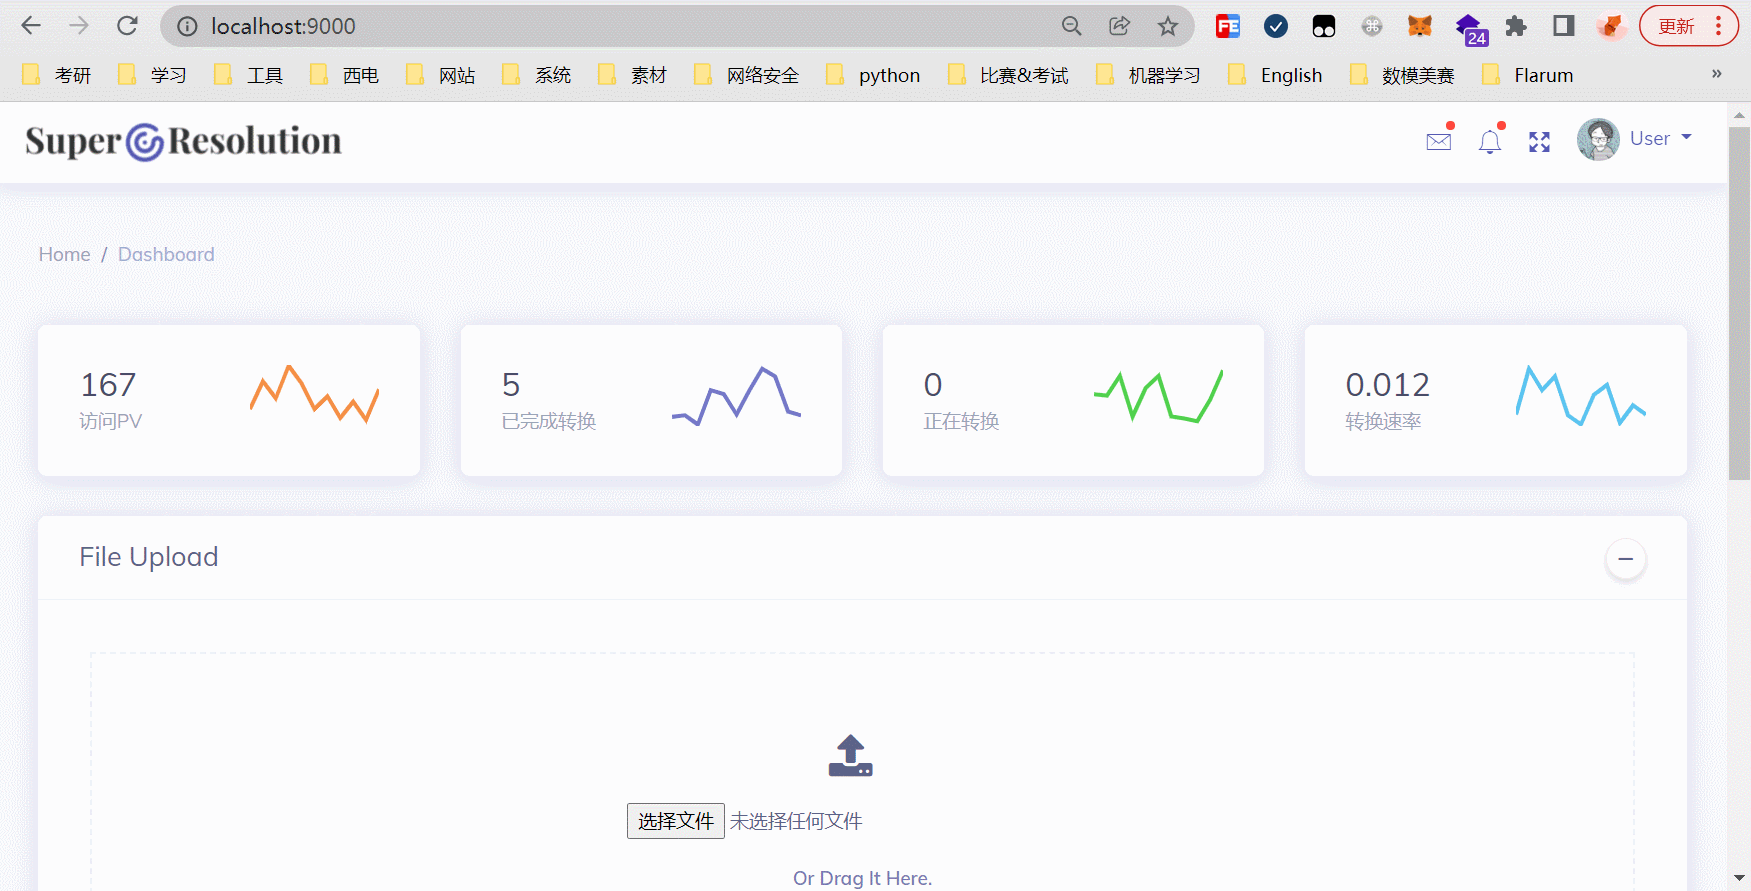 localhost:9000
更新
24
考研 学习 工具 西电 网站 系统 素材 网络安全 python 比赛&考试 机器学习 English 数模美赛 Flarum »
Super Resolution
User
Home / Dashboard
167
访问PV
5
已完成转换
0
正在转换
0.012
转换速率
File Upload
选择文件 未选择任何文件
Or Drag It Here.